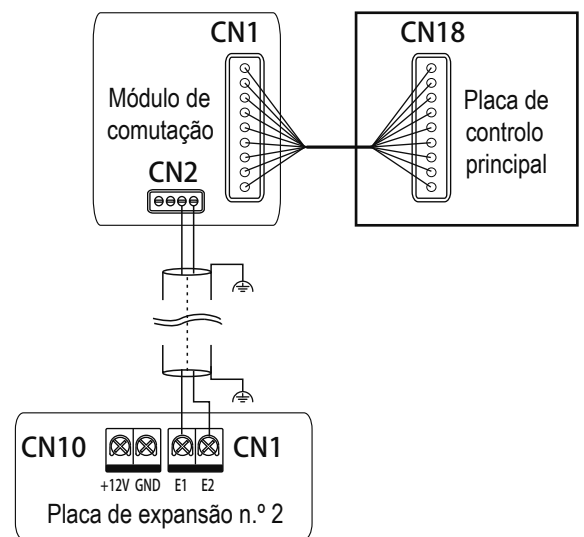 CN1
CN18
Módulo de
comutação
Placa de
controlo
principal
CN2
CN10
CN1
+12V GND E1 E2
Placa de expansão n.º 2